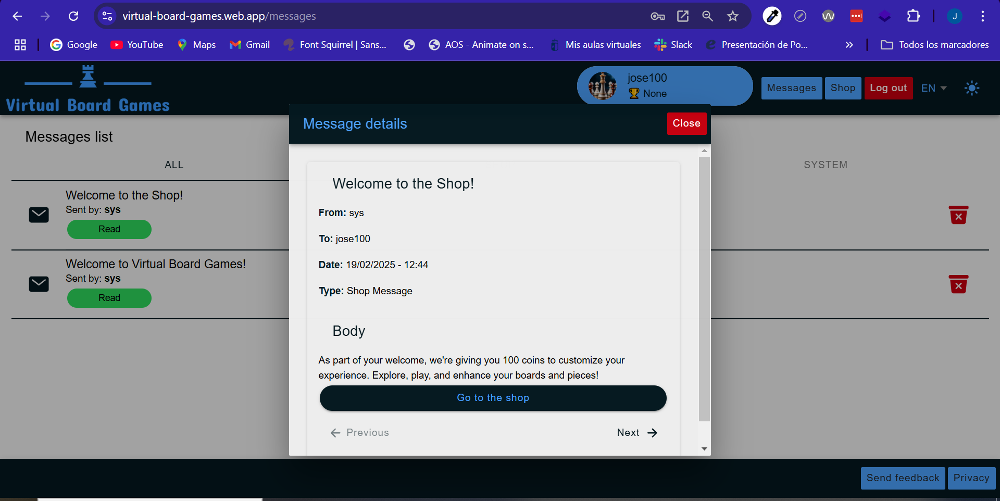 virtual-board-games.web.app/messages
J
Google
YouTube
Maps
Gmail
Font Squirrel | Sans...
AOS - Animate on s...
Mis aulas virtuales
Slack
Presentación de Po...
Todos los marcadores
Virtual Board Games
jose100
None
Messages
Shop
Log out
EN
Messages list
ALL
SYSTEM
Welcome to the Shop!
Sent by: sys
Read
Welcome to Virtual Board Games!
Sent by: sys
Read
Message details
Close
Welcome to the Shop!
From: sys
To: jose100
Date: 19/02/2025 - 12:44
Type: Shop Message
Body
As part of your welcome, we're giving you 100 coins to customize your
experience. Explore, play, and enhance your boards and pieces!
Go to the shop
Previous
Next
Send feedback
Privacy